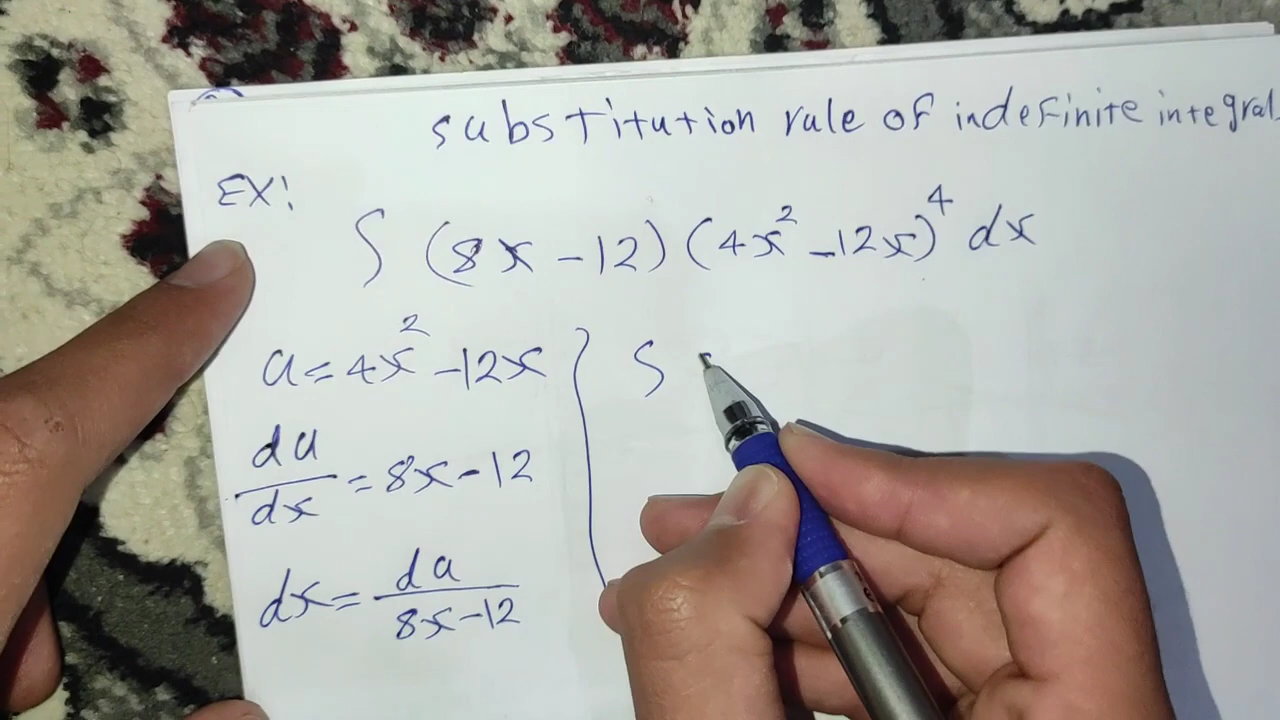 substitution rule of indefinite integral
EX:
∫ (8x - 12) (4x² - 12x)⁴ dx
u = 4x² - 12x
du/dx = 8x - 12
dx = du/8x - 12
∫